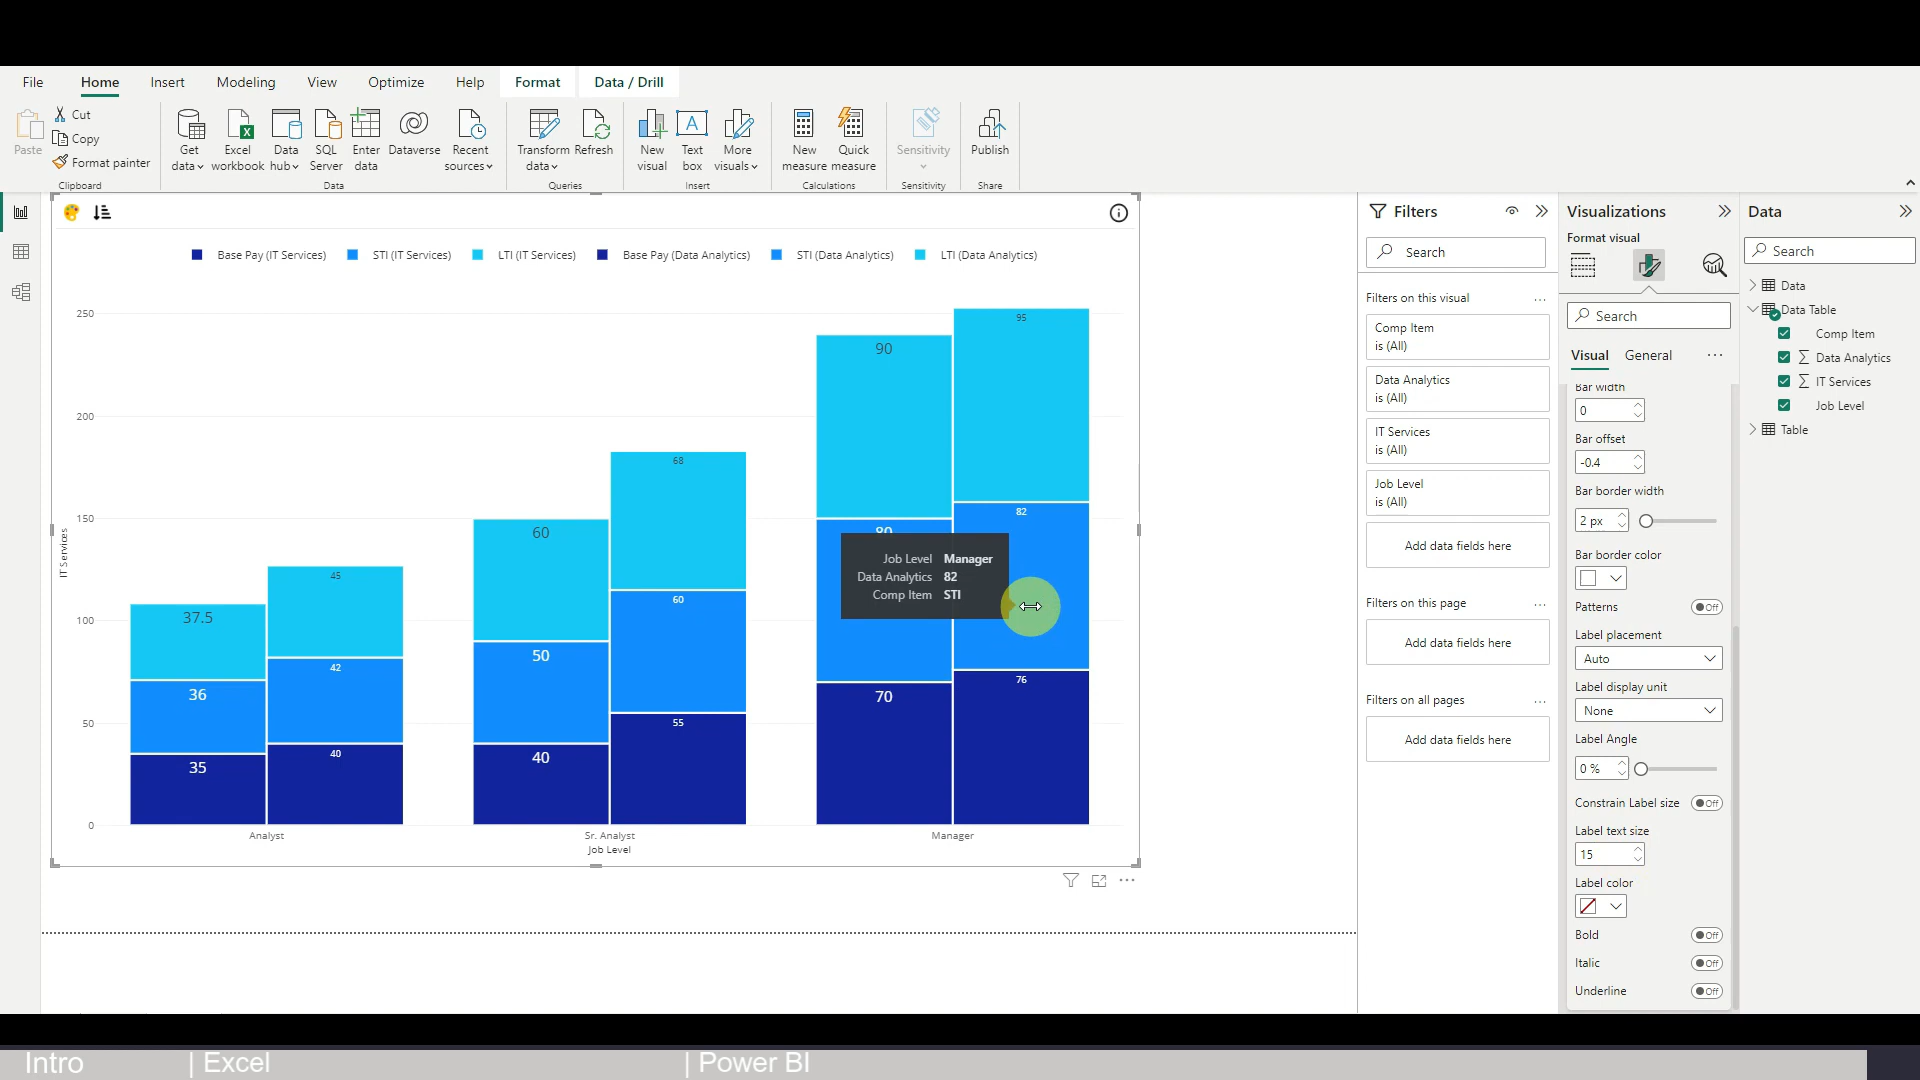 File Home Insert Modeling View Optimize Help Format Data / Drill
Paste Cut Copy Format painter
Clipboard
Get data Excel workbook Data hub SQL Server Enter data Dataverse Recent sources
Data
Transform data Refresh
Queries
New visual Text box More visuals
Insert
New measure Quick measure
Calculations
Sensitivity
Sensitivity
Publish
Share
Base Pay (IT Services) STI (IT Services) LTI (IT Services) Base Pay (Data Analytics) STI (Data Analytics) LTI (Data Analytics)
IT Services
250
200
150
100
50
0
37.5
36
35
45
42
40
60
50
40
68
60
55
90
80
70
95
82
76
Job Level Manager
Data Analytics 82
Comp Item STI
Analyst Sr. Analyst Manager
Job Level
Filters
Search
Filters on this visual ...
Comp Item
is (All)
Data Analytics
is (All)
IT Services
is (All)
Job Level
is (All)
Add data fields here
Filters on this page ...
Add data fields here
Filters on all pages ...
Add data fields here
Visualizations
Format visual
Search
Visual General ...
Bar width
0
Bar offset
-0.4
Bar border width
2 px
Bar border color
Patterns Off
Label placement
Auto
Label display unit
None
Label Angle
0 %
Constrain Label size Off
Label text size
15
Label color
Bold Off
Italic Off
Underline Off
Data
Search
Data
Data Table
Comp Item
Data Analytics
IT Services
Job Level
Table
Intro | Excel | Power BI